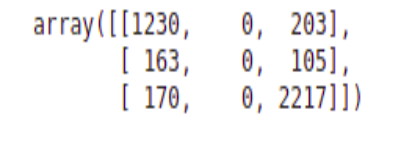 array([[1230,    0,  203],
       [ 163,    0,  105],
       [ 170,    0, 2217]])